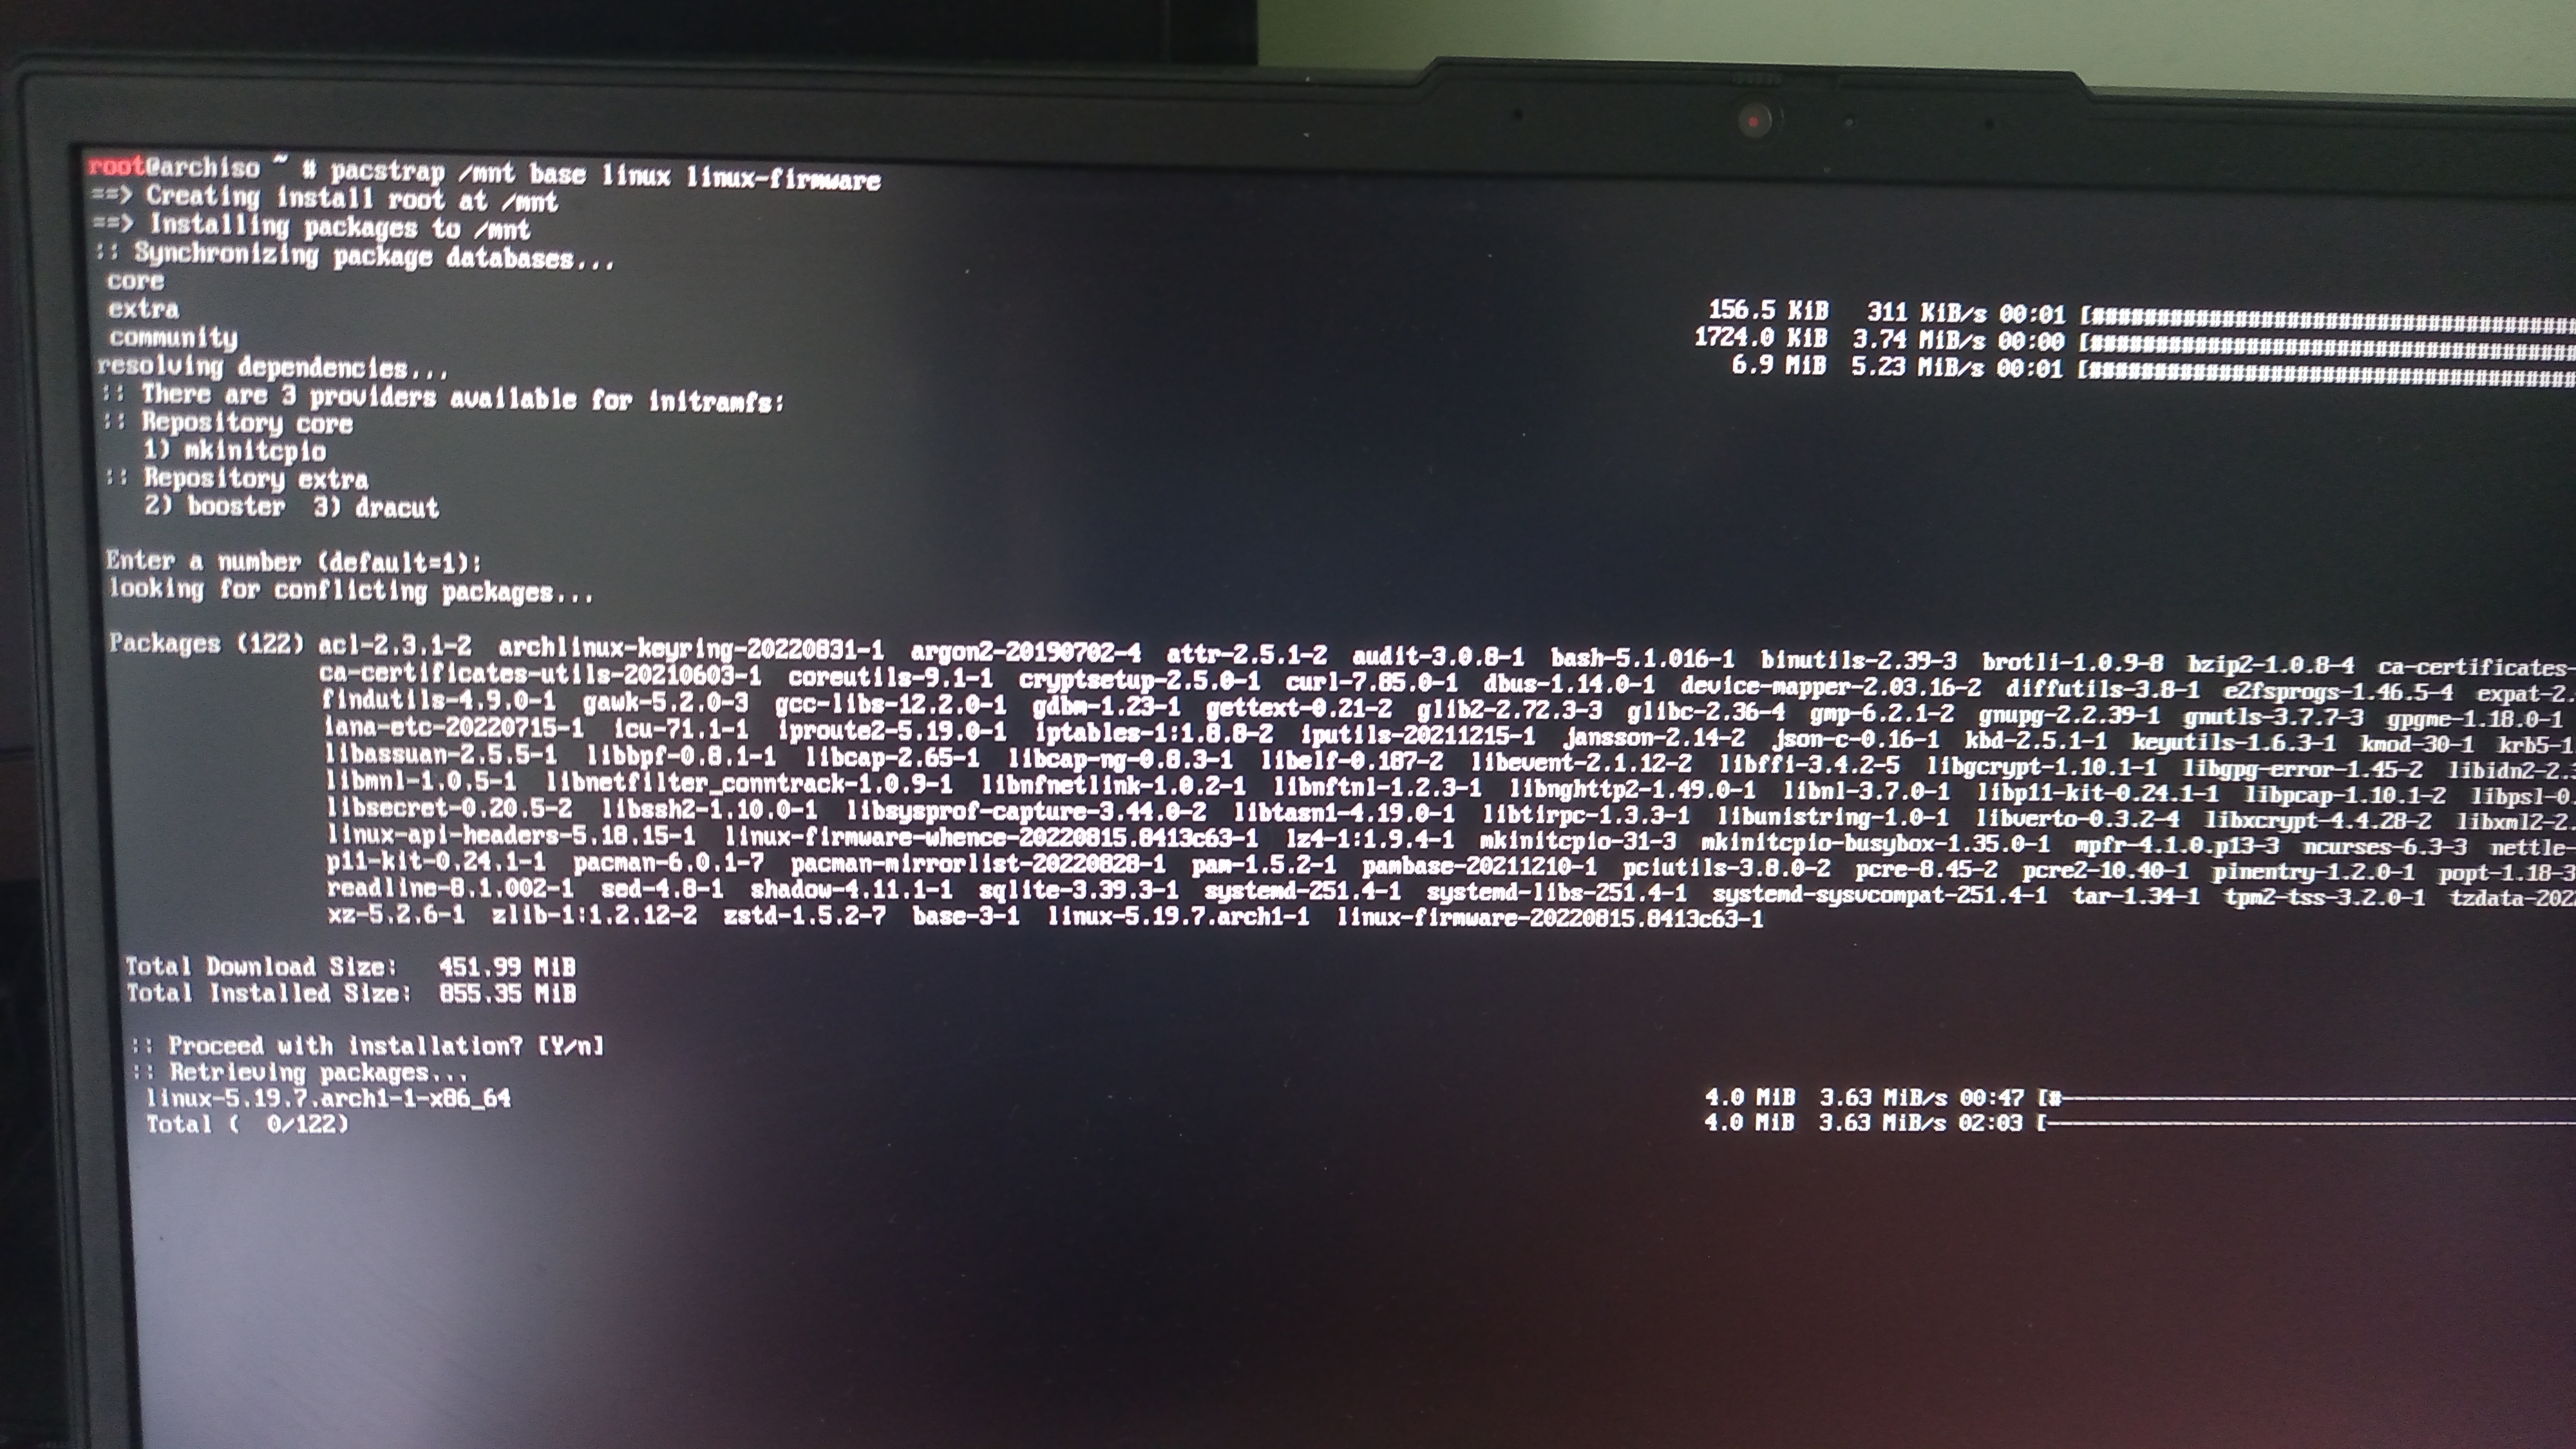 root@archiso ~ # pacstrap /mnt base linux linux-firmware
==> Creating install root at /mnt
==> Installing packages to /mnt
:: Synchronizing package databases...
core
extra 156.5 KiB 311 KiB/s 00:01 [###########################################
community 1724.0 KiB 3.74 MiB/s 00:00 [###########################################
resolving dependencies... 6.9 MiB 5.23 MiB/s 00:01 [###########################################
:: There are 3 providers available for initramfs:
:: Repository core
1) mkinitcpio
:: Repository extra
2) booster 3) dracut
Enter a number (default=1):
looking for conflicting packages...
Packages (122) acl-2.3.1-2 archlinux-keyring-20220831-1 argon2-20190702-4 attr-2.5.1-2 audit-3.0.8-1 bash-5.1.016-1 binutils-2.39-3 brotli-1.0.9-8 bzip2-1.0.8-4 ca-certificates-
ca-certificates-utils-20210603-1 coreutils-9.1-1 cryptsetup-2.5.0-1 curl-7.85.0-1 dbus-1.14.0-1 device-mapper-2.03.16-2 diffutils-3.8-1 e2fsprogs-1.46.5-4 expat-2.
findutils-4.9.0-1 gawk-5.2.0-3 gcc-libs-12.2.0-1 gdbm-1.23-1 gettext-0.21-2 glib2-2.72.3-3 glibc-2.36-4 gmp-6.2.1-2 gnupg-2.2.39-1 gnutls-3.7.7-3 gpgme-1.18.0-1
iana-etc-20220715-1 icu-71.1-1 iproute2-5.19.0-1 iptables-1:1.8.8-2 iputils-20211215-1 jansson-2.14-2 json-c-0.16-1 kbd-2.5.1-1 keyutils-1.6.3-1 kmod-30-1 krb5-1
libassuan-2.5.5-1 libbpf-0.8.1-1 libcap-2.65-1 libcap-ng-0.8.3-1 libelf-0.187-2 libevent-2.1.12-2 libffi-3.4.2-5 libgcrypt-1.10.1-1 libgpg-error-1.45-2 libidn2-2.
libmnl-1.0.5-1 libnetfilter_conntrack-1.0.9-1 libnfnetlink-1.0.2-1 libnftnl-1.2.3-1 libnghttp2-1.49.0-1 libnl-3.7.0-1 libp11-kit-0.24.1-1 libpcap-1.10.1-2 libpsl-0.
libsecret-0.20.5-2 libssh2-1.10.0-1 libsysprof-capture-3.44.0-2 libtasn1-4.19.0-1 libtirpc-1.3.3-1 libunistring-1.0-1 libverto-0.3.2-4 libxcrypt-4.4.28-2 libxml2-2.
linux-api-headers-5.18.15-1 linux-firmware-whence-20220815.8413c63-1 lz4-1:1.9.4-1 mkinitcpio-31-3 mkinitcpio-busybox-1.35.0-1 mpfr-4.1.0.p13-3 ncurses-6.3-3 nettle-
p11-kit-0.24.1-1 pacman-6.0.1-7 pacman-mirrorlist-20220828-1 pam-1.5.2-1 pambase-20211210-1 pciutils-3.8.0-2 pcre-8.45-2 pcre2-10.40-1 pinentry-1.2.0-1 popt-1.18-3
readline-8.1.002-1 sed-4.8-1 shadow-4.11.1-1 sqlite-3.39.3-1 systemd-251.4-1 systemd-libs-251.4-1 systemd-sysvcompat-251.4-1 tar-1.34-1 tpm2-tss-3.2.0-1 tzdata-202
xz-5.2.6-1 zlib-1:1.2.12-2 zstd-1.5.2-7 base-3-1 linux-5.19.7.arch1-1 linux-firmware-20220815.8413c63-1
Total Download Size: 451.99 MiB
Total Installed Size: 855.35 MiB
:: Proceed with installation? [Y/n]
:: Retrieving packages...
linux-5.19.7.arch1-1-x86_64 4.0 MiB 3.63 MiB/s 00:47 [#-----------------------------------------
Total ( 0/122) 4.0 MiB 3.63 MiB/s 02:03 [------------------------------------------